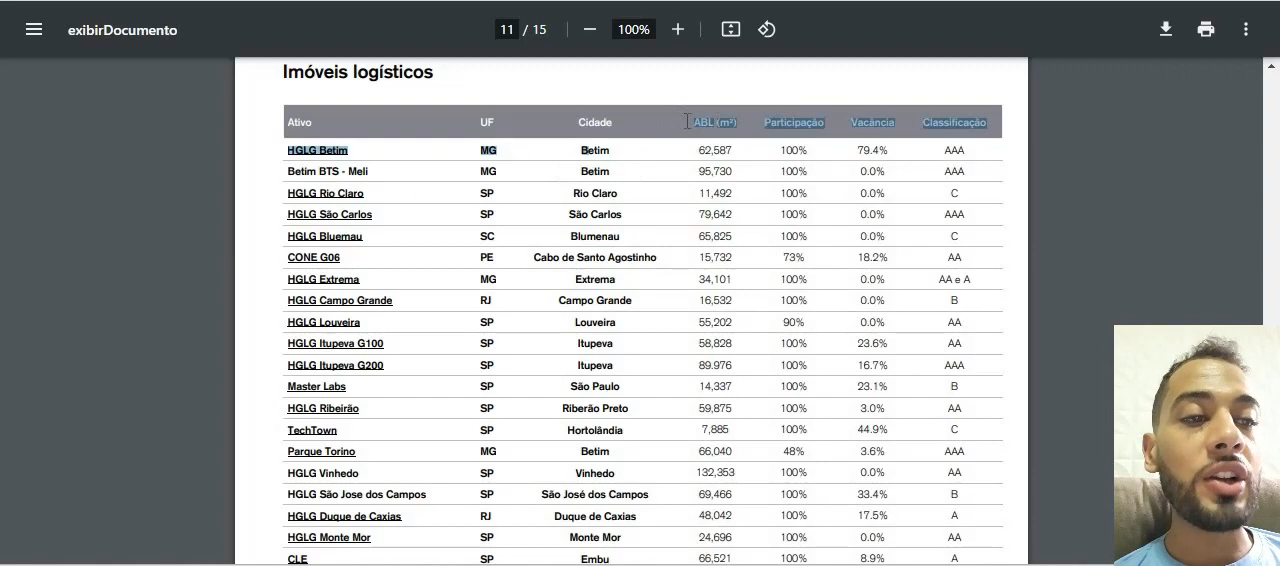 exibirDocumento 11 / 15 100%
Imóveis logísticos
Ativo UF Cidade ABL (m²) Participação Vacância Classificação
HGLG Betim MG Betim 62,587 100% 79.4% AAA
Betim BTS - Meli MG Betim 95,730 100% 0.0% AAA
HGLG Rio Claro SP Rio Claro 11,492 100% 0.0% C
HGLG São Carlos SP São Carlos 79,642 100% 0.0% AAA
HGLG Bluemau SC Blumenau 65,825 100% 0.0% C
CONE G06 PE Cabo de Santo Agostinho 15,732 73% 18.2% AA
HGLG Extrema MG Extrema 34,101 100% 0.0% AA e A
HGLG Campo Grande RJ Campo Grande 16,532 100% 0.0% B
HGLG Louveira SP Louveira 55,202 90% 0.0% AA
HGLG Itupeva G100 SP Itupeva 58,828 100% 23.6% AA
HGLG Itupeva G200 SP Itupeva 89.976 100% 16.7% AAA
Master Labs SP São Paulo 14,337 100% 23.1% B
HGLG Ribeirão SP Riberão Preto 59,875 100% 3.0% AA
TechTown SP Hortolândia 7,885 100% 44.9% C
Parque Torino MG Betim 66,040 48% 3.6% AAA
HGLG Vinhedo SP Vinhedo 132,353 100% 0.0% AA
HGLG São Jose dos Campos SP São José dos Campos 69,466 100% 33.4% B
HGLG Duque de Caxias RJ Duque de Caxias 48,042 100% 17.5% A
HGLG Monte Mor SP Monte Mor 24,696 100% 0.0% AA
CLE SP Embu 66,521 100% 8.9% A